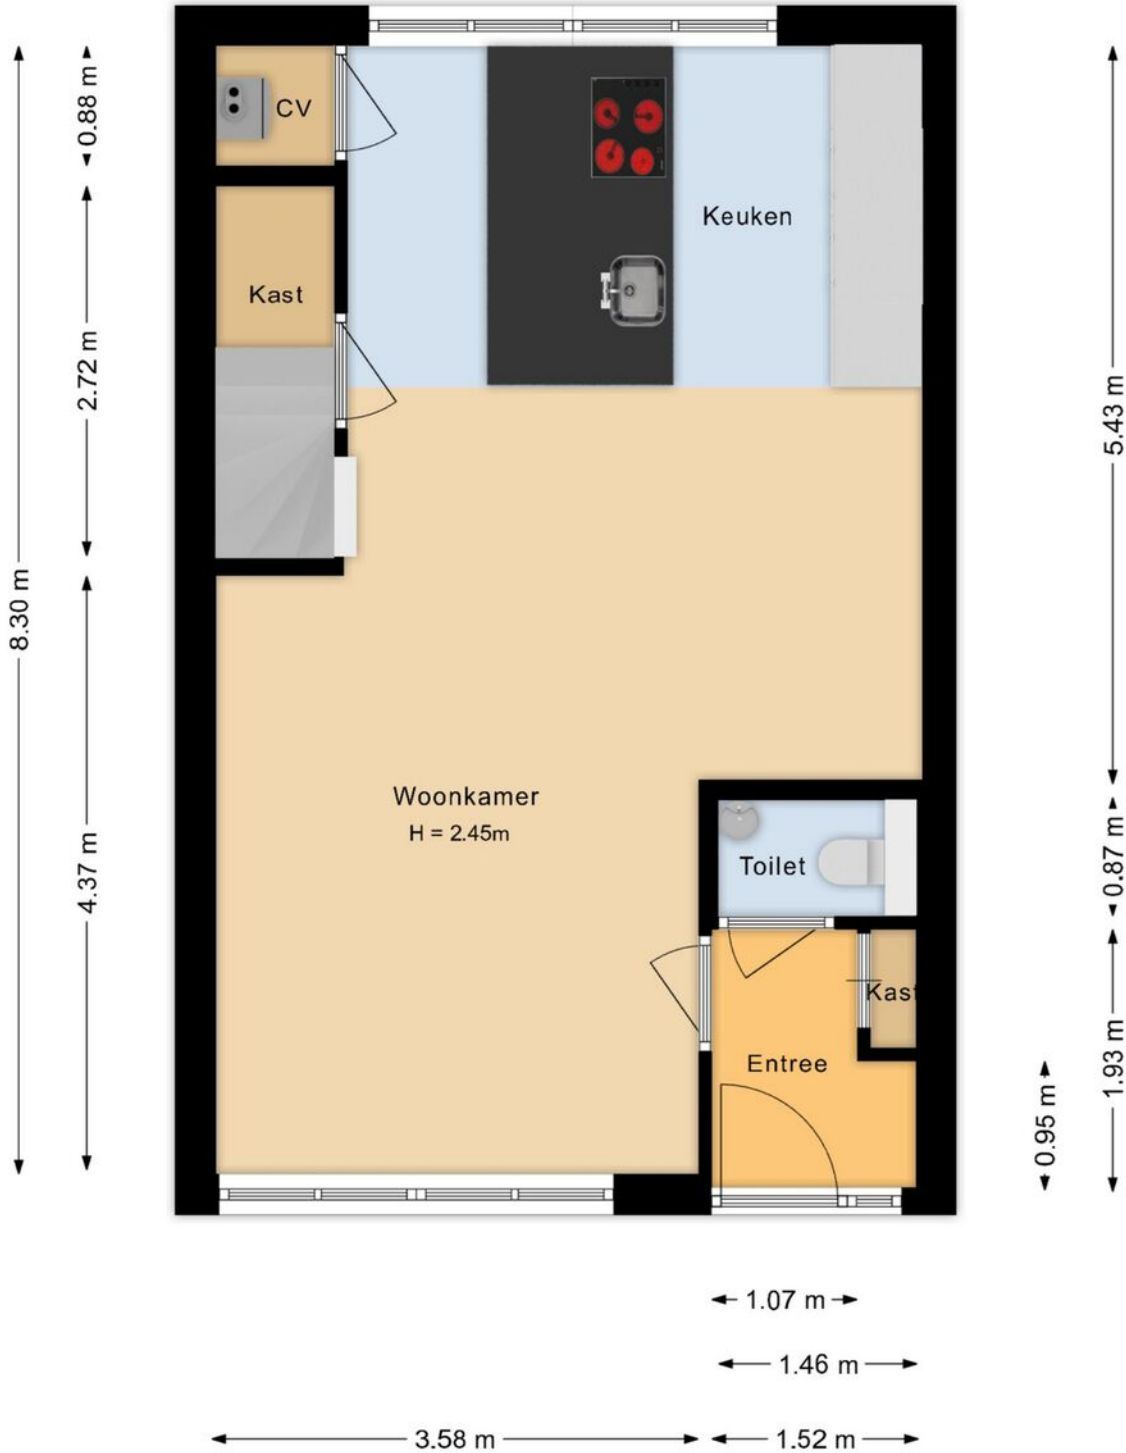 0.88 m
CV
Keuken
Kast
2.72 m
5.43 m
8.30 m
Woonkamer
H = 2.45m
4.37 m
Toilet
0.87 m
Kast
Entree
1.93 m
0.95 m
1.07 m
1.46 m
3.58 m
1.52 m